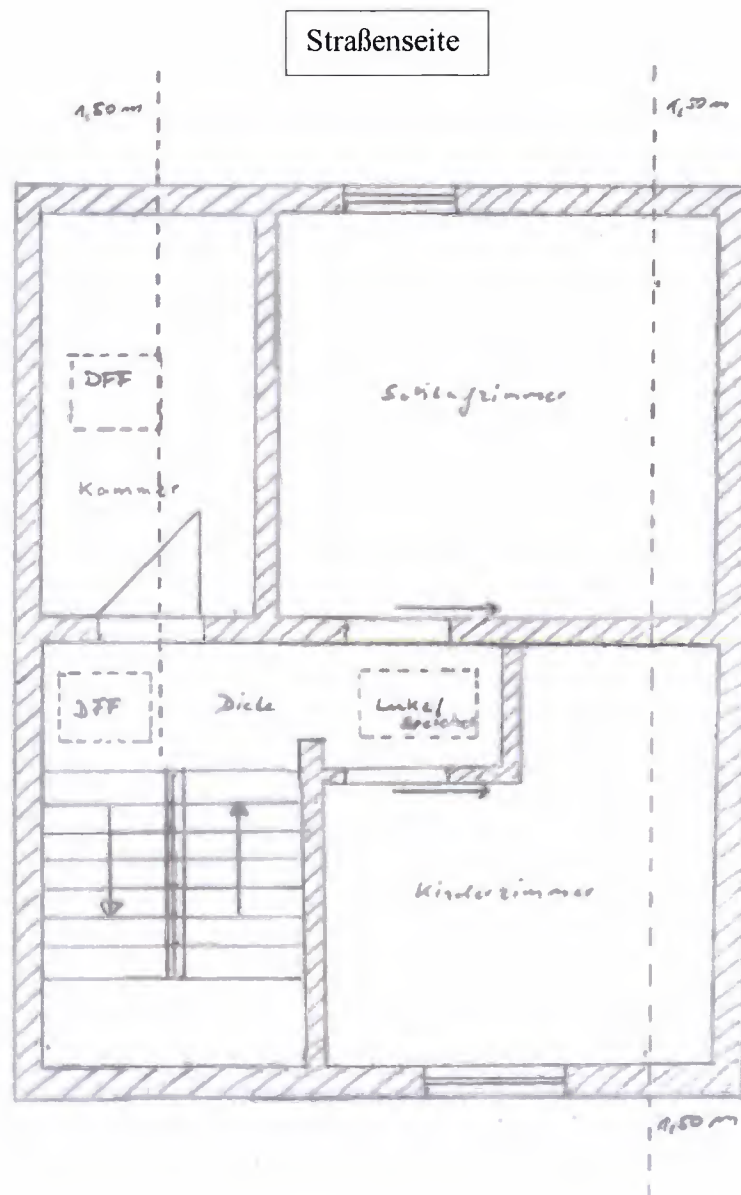 Straßenseite
1,50 m
1,50 m
DFF
Schlafzimmer
Kammer
DFF
Diele
Luke/
Speicher
Kinderzimmer
1,50 m